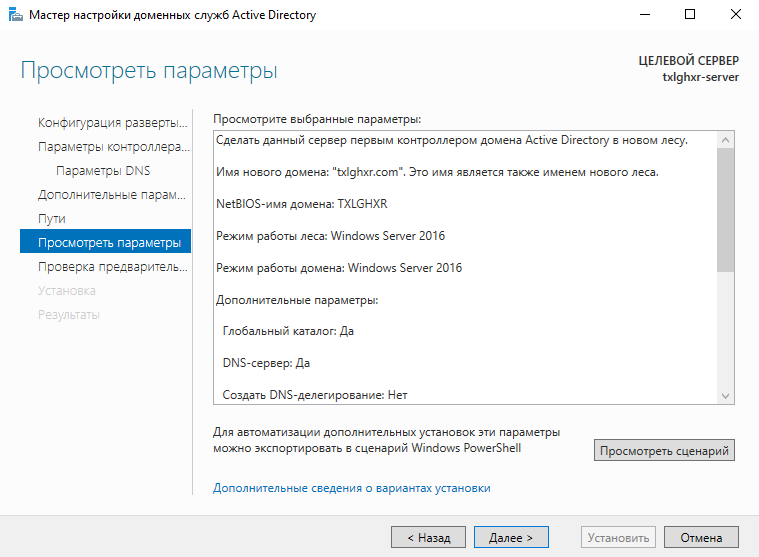 Мастер настройки доменных служб Active Directory
Просмотреть параметры
ЦЕЛЕВОЙ СЕРВЕР
txlghxr-server
Конфигурация разверты...
Параметры контроллера...
Параметры DNS
Дополнительные парам...
Пути
Просмотреть параметры
Проверка предваритель...
Установка
Результаты
Просмотрите выбранные параметры:
Сделать данный сервер первым контроллером домена Active Directory в новом лесу.
Имя нового домена: "txlghxr.com". Это имя является также именем нового леса.
NetBIOS-имя домена: TXLGHXR
Режим работы леса: Windows Server 2016
Режим работы домена: Windows Server 2016
Дополнительные параметры:
Глобальный каталог: Да
DNS-сервер: Да
Создать DNS-делегирование: Нет
Для автоматизации дополнительных установок эти параметры
можно экспортировать в сценарий Windows PowerShell
Просмотреть сценарий
Дополнительные сведения о вариантах установки
< Назад
Далее >
Установить
Отмена